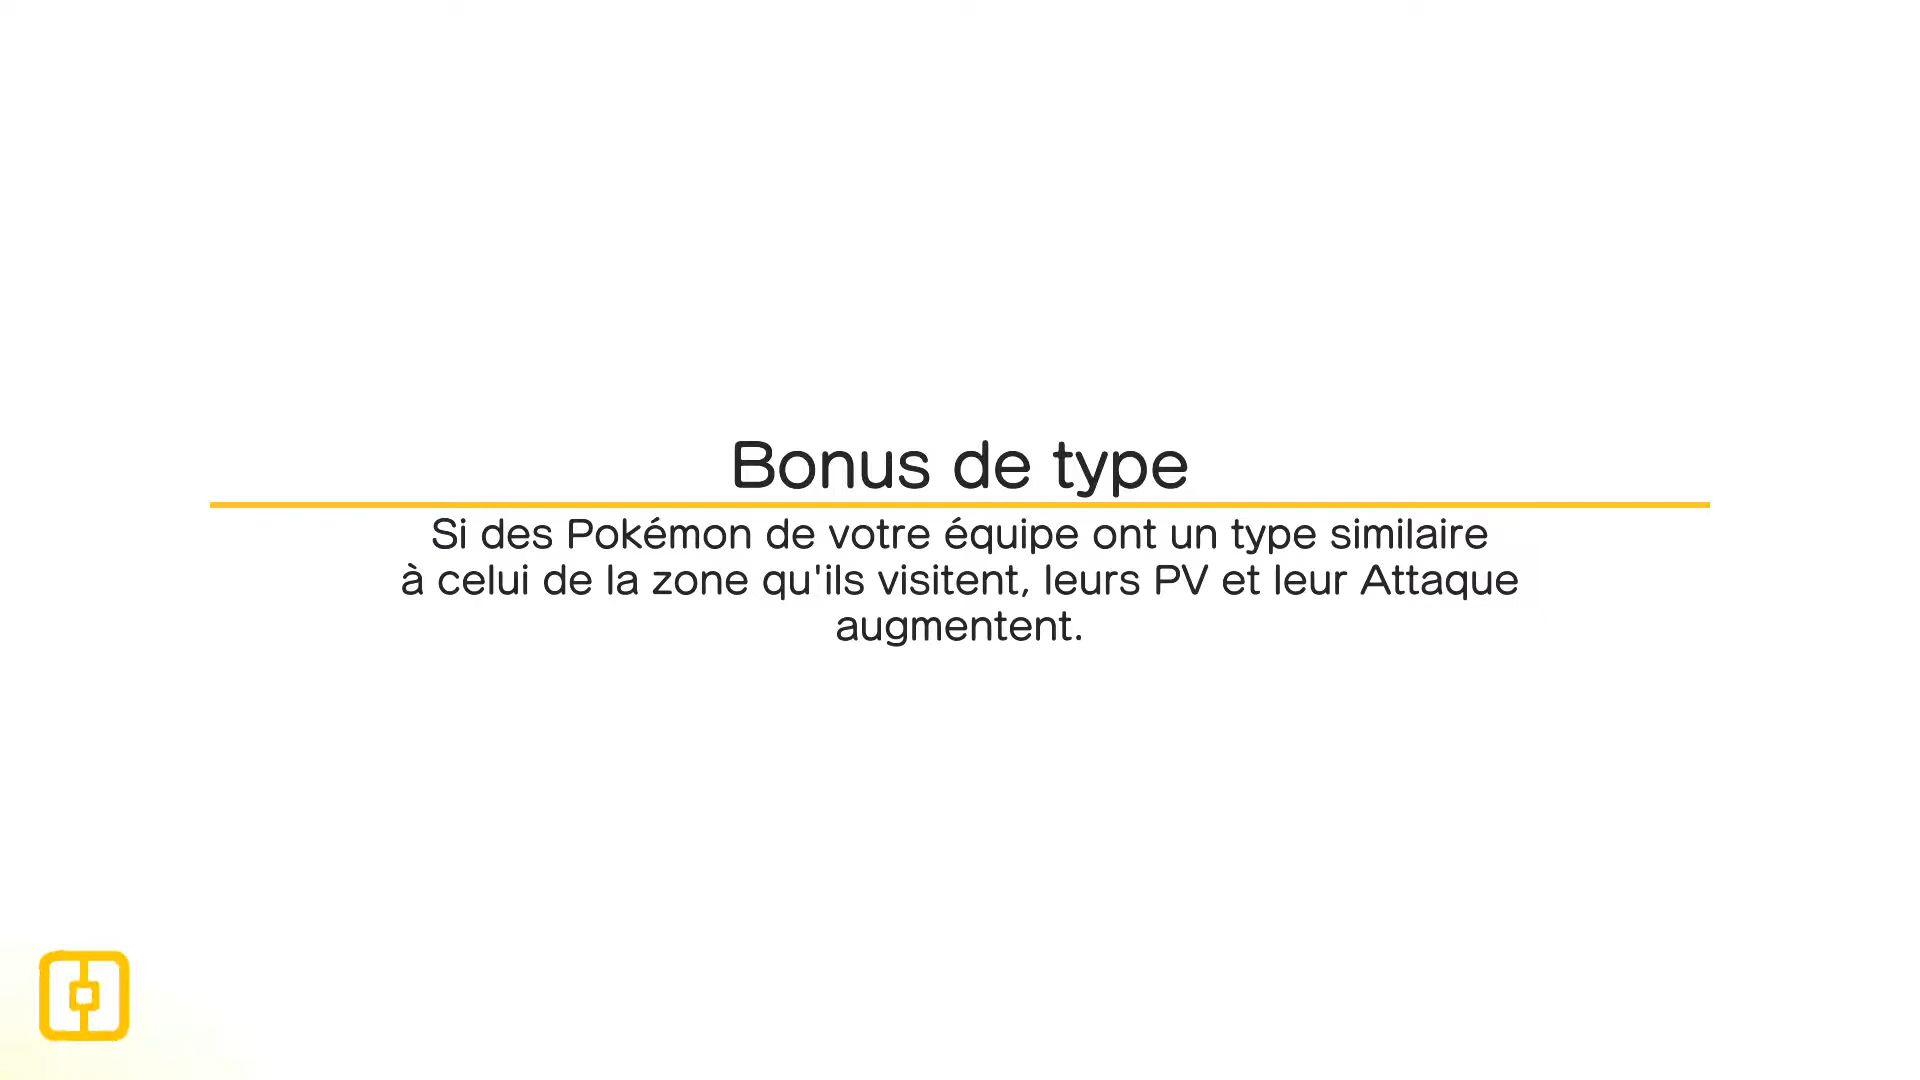 Bonus de type
Si des Pokémon de votre équipe ont un type similaire
à celui de la zone qu'ils visitent, leurs PV et leur Attaque
augmentent.